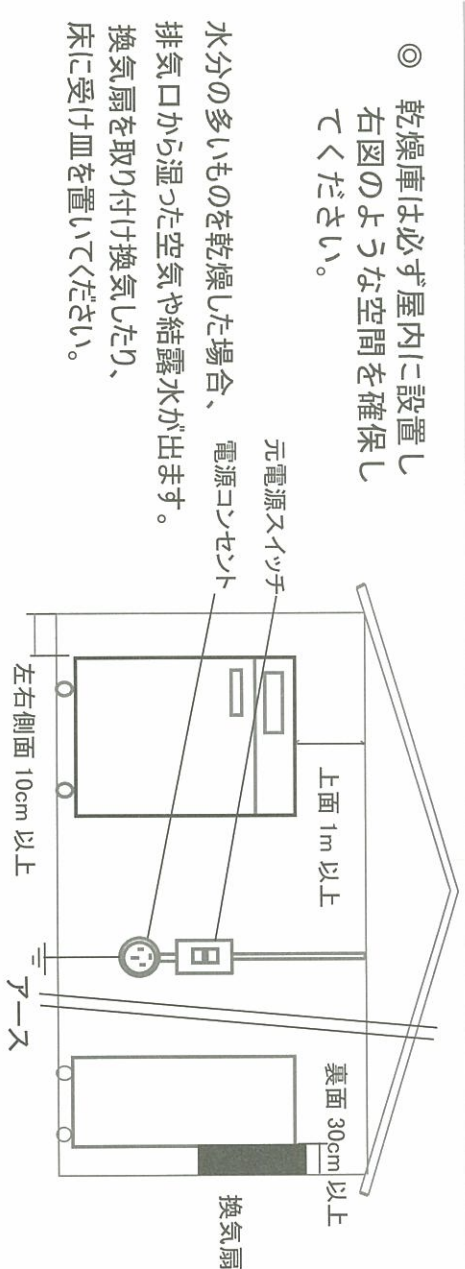 ◎ 乾燥庫は必ず屋内に設置し
右図のような空間を確保し
てください。
水分の多いものを乾燥した場合、
排気口から湿った空気や結露水が出ます。
換気扇を取り付け換気したり、
床に受け皿を置いてください。
元電源スイッチ
電源コンセント
上面 1m 以上
左右側面 10cm 以上
アース
裏面 30cm 以上
換気扇